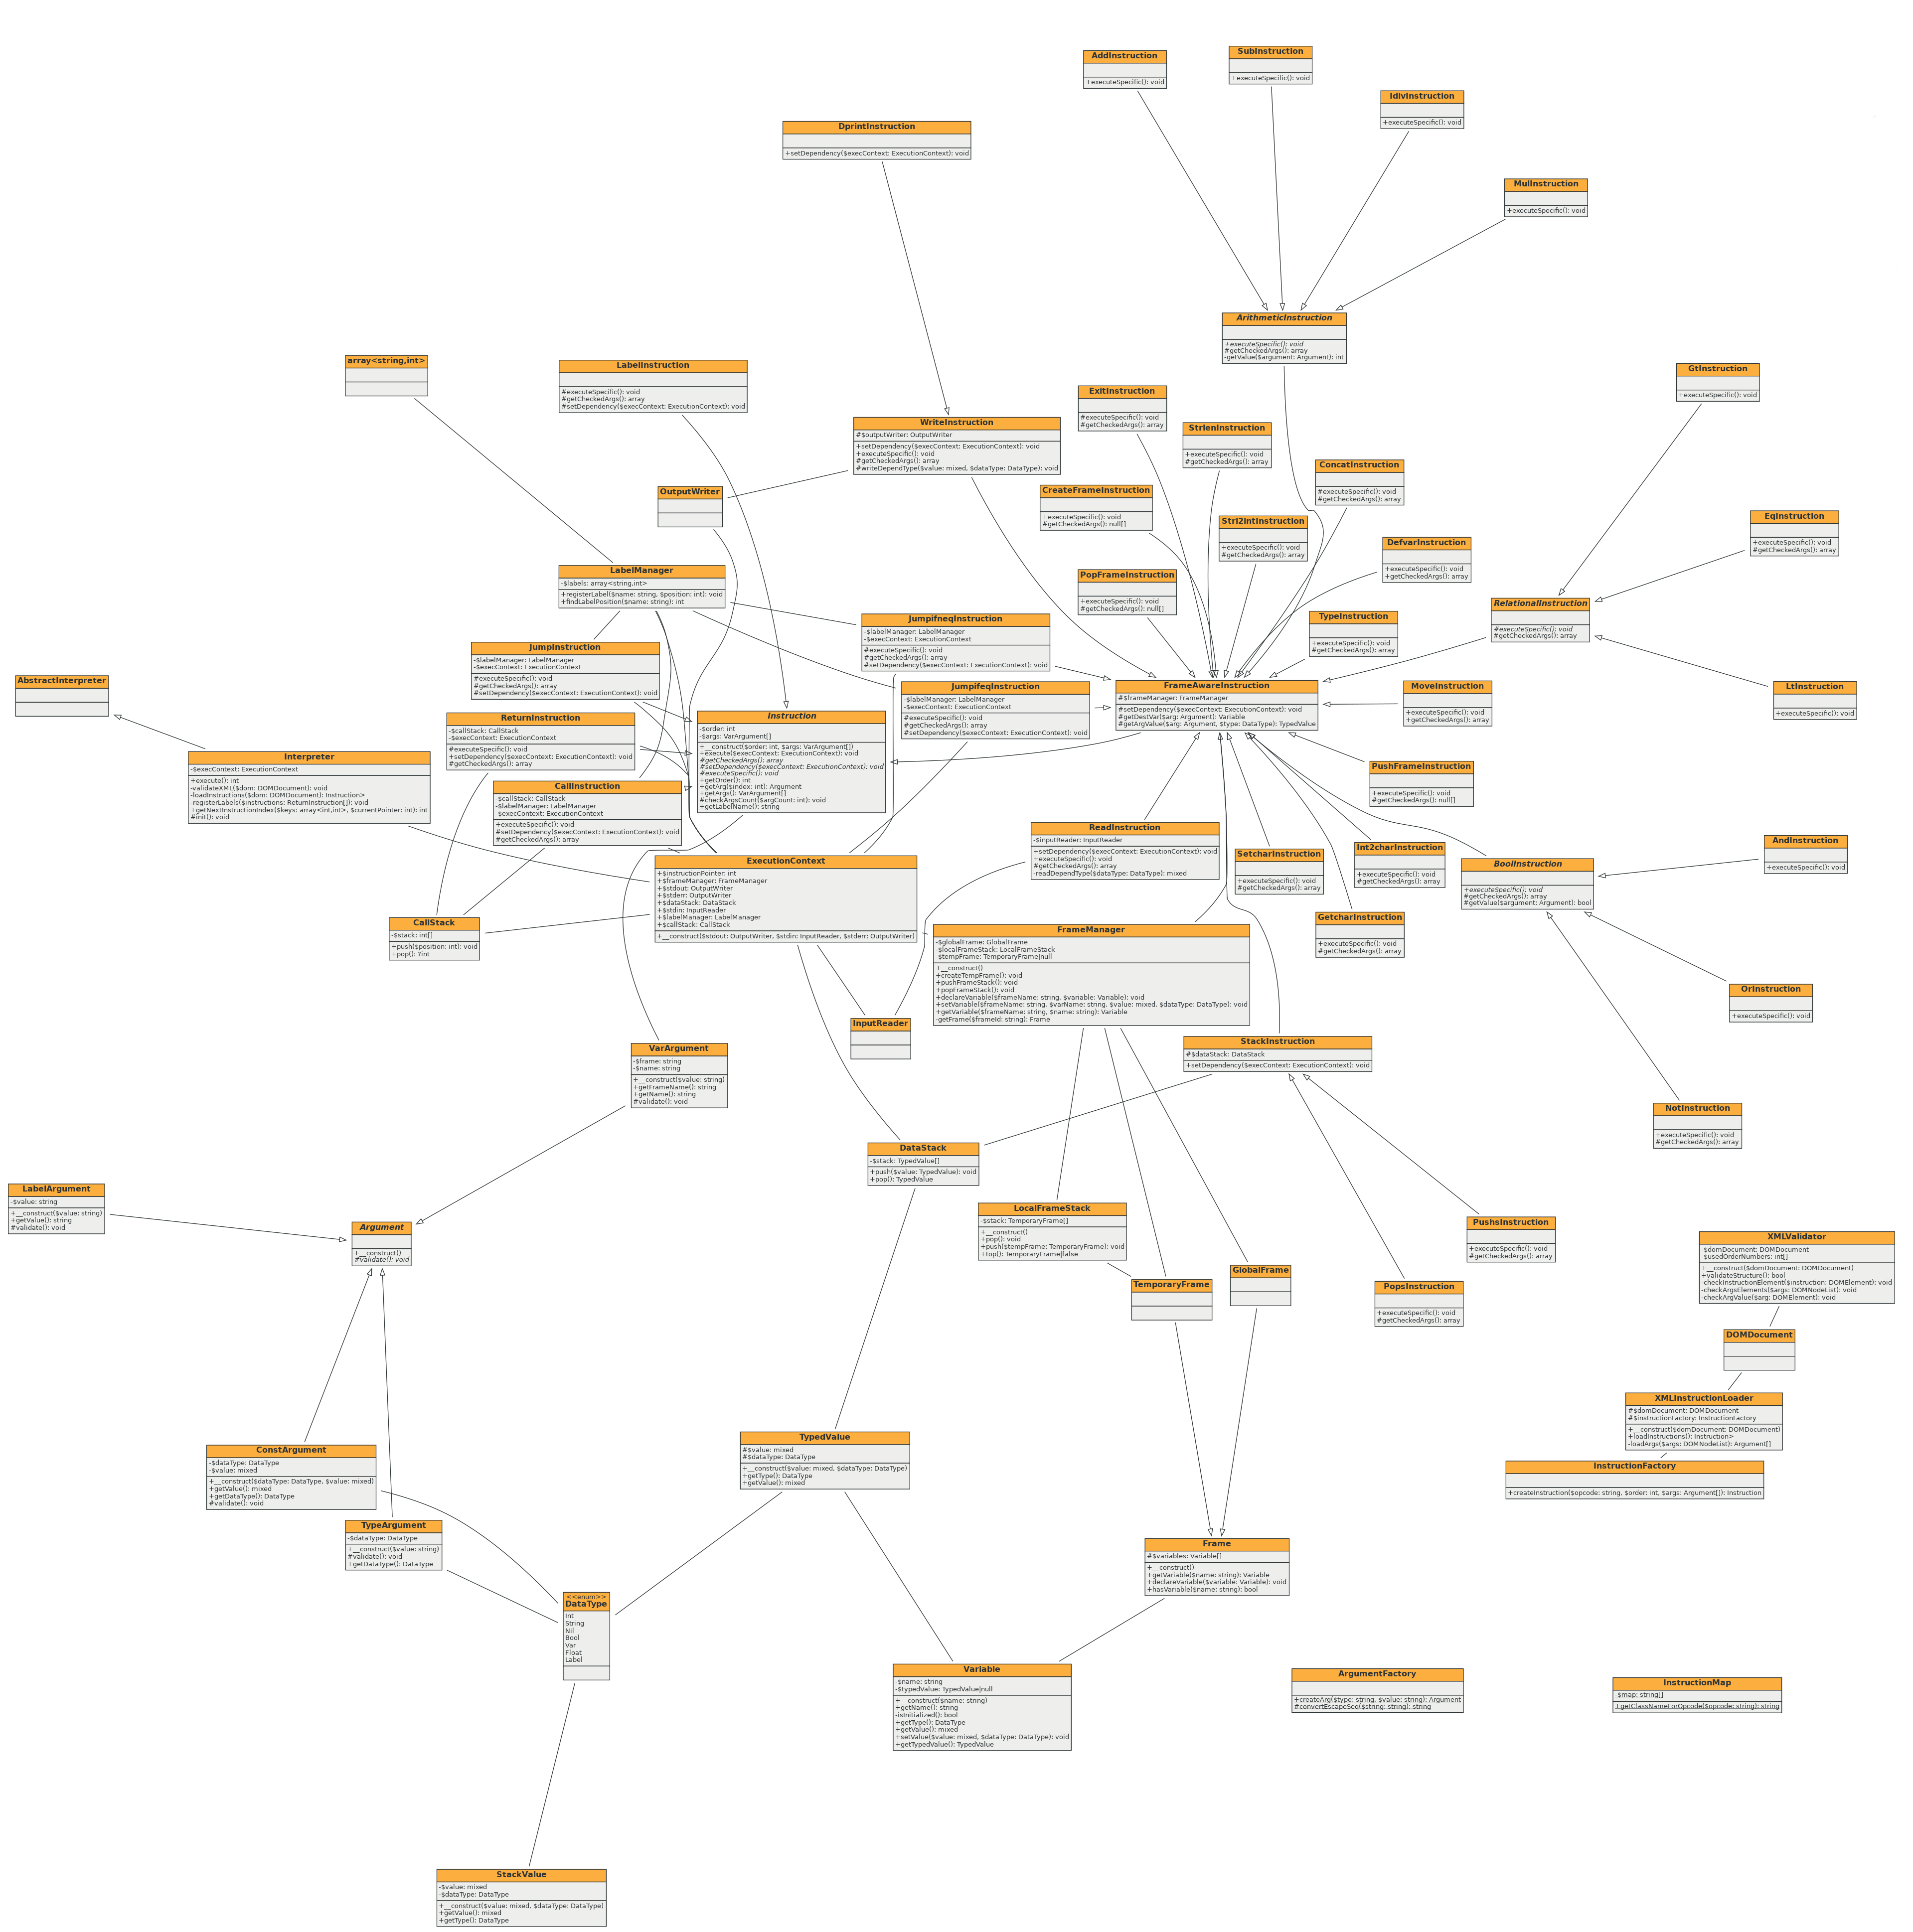 SubInstruction
+executeSpecific(): void
AddInstruction
+executeSpecific(): void
IdivInstruction
+executeSpecific(): void
DprintInstruction
+setDependency($execContext: ExecutionContext): void
MulInstruction
+executeSpecific(): void
ArithmeticInstruction
+executeSpecific(): void
#getCheckedArgs(): array
-getValue($argument: Argument): int
array<string,int>
LabelInstruction
#executeSpecific(): void
#getCheckedArgs(): array
#setDependency($execContext: ExecutionContext): void
GtInstruction
+executeSpecific(): void
ExitInstruction
#executeSpecific(): void
#getCheckedArgs(): array
WriteInstruction
#$outputWriter: OutputWriter
+setDependency($execContext: ExecutionContext): void
+executeSpecific(): void
#getCheckedArgs(): array
#writeDependType($value: mixed, $dataType: DataType): void
StrlenInstruction
+executeSpecific(): void
#getCheckedArgs(): array
ConcatInstruction
#executeSpecific(): void
#getCheckedArgs(): array
OutputWriter
CreateFrameInstruction
+executeSpecific(): void
#getCheckedArgs(): null[]
Stri2intInstruction
+executeSpecific(): void
#getCheckedArgs(): array
EqInstruction
+executeSpecific(): void
#getCheckedArgs(): array
DefvarInstruction
+executeSpecific(): void
+getCheckedArgs(): array
LabelManager
-$labels: array<string,int>
+registerLabel($name: string, $position: int): void
+findLabelPosition($name: string): int
PopFrameInstruction
+executeSpecific(): void
#getCheckedArgs(): null[]
RelationalInstruction
#executeSpecific(): void
#getCheckedArgs(): array
TypeInstruction
+executeSpecific(): void
#getCheckedArgs(): array
JumpifneqInstruction
-$labelManager: LabelManager
-$execContext: ExecutionContext
#executeSpecific(): void
#getCheckedArgs(): array
#setDependency($execContext: ExecutionContext): void
JumpInstruction
-$labelManager: LabelManager
-$execContext: ExecutionContext
#executeSpecific(): void
#getCheckedArgs(): array
#setDependency($execContext: ExecutionContext): void
AbstractInterpreter
JumpifeqInstruction
-$labelManager: LabelManager
-$execContext: ExecutionContext
#executeSpecific(): void
#getCheckedArgs(): array
#setDependency($execContext: ExecutionContext): void
FrameAwareInstruction
#$frameManager: FrameManager
#setDependency($execContext: ExecutionContext): void
#getDestVar($arg: Argument): Variable
#getArgValue($arg: Argument, $type: DataType): TypedValue
MoveInstruction
+executeSpecific(): void
+getCheckedArgs(): array
LtInstruction
+executeSpecific(): void
ReturnInstruction
-$callStack: CallStack
-$execContext: ExecutionContext
#executeSpecific(): void
+setDependency($execContext: ExecutionContext): void
#getCheckedArgs(): array
Instruction
-$order: int
-$args: VarArgument[]
+__construct($order: int, $args: VarArgument[])
+execute($execContext: ExecutionContext): void
#getCheckedArgs(): array
#setDependency($execContext: ExecutionContext): void
#executeSpecific(): void
+getOrder(): int
+getArg($index: int): Argument
+getArgs(): VarArgument[]
#checkArgsCount($argCount: int): void
+getLabelName(): string
Interpreter
-$execContext: ExecutionContext
+execute(): int
-validateXML($dom: DOMDocument): void
-loadInstructions($dom: DOMDocument): Instruction>
-registerLabels($instructions: ReturnInstruction[]): void
+getNextInstructionIndex($keys: array<int,int>, $currentPointer: int): int
#init(): void
PushFrameInstruction
+executeSpecific(): void
#getCheckedArgs(): null[]
CallInstruction
-$callStack: CallStack
-$labelManager: LabelManager
-$execContext: ExecutionContext
+executeSpecific(): void
#setDependency($execContext: ExecutionContext): void
#getCheckedArgs(): array
ReadInstruction
-$inputReader: InputReader
+setDependency($execContext: ExecutionContext): void
+executeSpecific(): void
#getCheckedArgs(): array
-readDependType($dataType: DataType): mixed
AndInstruction
+executeSpecific(): void
SetcharInstruction
+executeSpecific(): void
#getCheckedArgs(): array
Int2charInstruction
+executeSpecific(): void
#getCheckedArgs(): array
ExecutionContext
+$instructionPointer: int
+$frameManager: FrameManager
+$stdout: OutputWriter
+$stderr: OutputWriter
+$dataStack: DataStack
+$stdin: InputReader
+$labelManager: LabelManager
+$callStack: CallStack
+__construct($stdout: OutputWriter, $stdin: InputReader, $stderr: OutputWriter)
BoolInstruction
+executeSpecific(): void
#getCheckedArgs(): array
#getValue($argument: Argument): bool
GetcharInstruction
+executeSpecific(): void
#getCheckedArgs(): array
CallStack
-$stack: int[]
+push($position: int): void
+pop(): ?int
FrameManager
-$globalFrame: GlobalFrame
-$localFrameStack: LocalFrameStack
-$tempFrame: TemporaryFrame|null
+__construct()
+createTempFrame(): void
+pushFrameStack(): void
+popFrameStack(): void
+declareVariable($frameName: string, $variable: Variable): void
+setVariable($frameName: string, $varName: string, $value: mixed, $dataType: DataType): void
+getVariable($frameName: string, $name: string): Variable
-getFrame($frameId: string): Frame
OrInstruction
+executeSpecific(): void
InputReader
StackInstruction
#$dataStack: DataStack
+setDependency($execContext: ExecutionContext): void
VarArgument
-$frame: string
-$name: string
+__construct($value: string)
+getFrameName(): string
+getName(): string
#validate(): void
NotInstruction
+executeSpecific(): void
#getCheckedArgs(): array
DataStack
-$stack: TypedValue[]
+push($value: TypedValue): void
+pop(): TypedValue
LabelArgument
-$value: string
+__construct($value: string)
+getValue(): string
#validate(): void
LocalFrameStack
-$stack: TemporaryFrame[]
+__construct()
+pop(): void
+push($tempFrame: TemporaryFrame): void
+top(): TemporaryFrame|false
PushsInstruction
+executeSpecific(): void
#getCheckedArgs(): array
Argument
+__construct()
#validate(): void
XMLValidator
-$domDocument: DOMDocument
-$usedOrderNumbers: int[]
+__construct($domDocument: DOMDocument)
+validateStructure(): bool
-checkInstructionElement($instruction: DOMElement): void
-checkArgsElements($args: DOMNodeList): void
-checkArgValue($arg: DOMElement): void
GlobalFrame
TemporaryFrame
PopsInstruction
+executeSpecific(): void
#getCheckedArgs(): array
DOMDocument
XMLInstructionLoader
#$domDocument: DOMDocument
#$instructionFactory: InstructionFactory
+__construct($domDocument: DOMDocument)
+loadInstructions(): Instruction>
-loadArgs($args: DOMNodeList): Argument[]
TypedValue
#$value: mixed
#$dataType: DataType
+__construct($value: mixed, $dataType: DataType)
+getType(): DataType
+getValue(): mixed
ConstArgument
-$dataType: DataType
-$value: mixed
+__construct($dataType: DataType, $value: mixed)
+getValue(): mixed
+getDataType(): DataType
#validate(): void
InstructionFactory
+createInstruction($opcode: string, $order: int, $args: Argument[]): Instruction
TypeArgument
-$dataType: DataType
+__construct($value: string)
#validate(): void
+getDataType(): DataType
Frame
#$variables: Variable[]
+__construct()
+getVariable($name: string): Variable
+declareVariable($variable: Variable): void
+hasVariable($name: string): bool
<<enum>>
DataType
Int
String
Nil
Bool
Var
Float
Label
Variable
-$name: string
-$typedValue: TypedValue|null
+__construct($name: string)
+getName(): string
-isInitialized(): bool
+getType(): DataType
+getValue(): mixed
+setValue($value: mixed, $dataType: DataType): void
+getTypedValue(): TypedValue
ArgumentFactory
+createArg($type: string, $value: string): Argument
#convertEscapeSeq($string: string): string
InstructionMap
-$map: string[]
+getClassNameForOpcode($opcode: string): string
StackValue
-$value: mixed
-$dataType: DataType
+__construct($value: mixed, $dataType: DataType)
+getValue(): mixed
+getType(): DataType